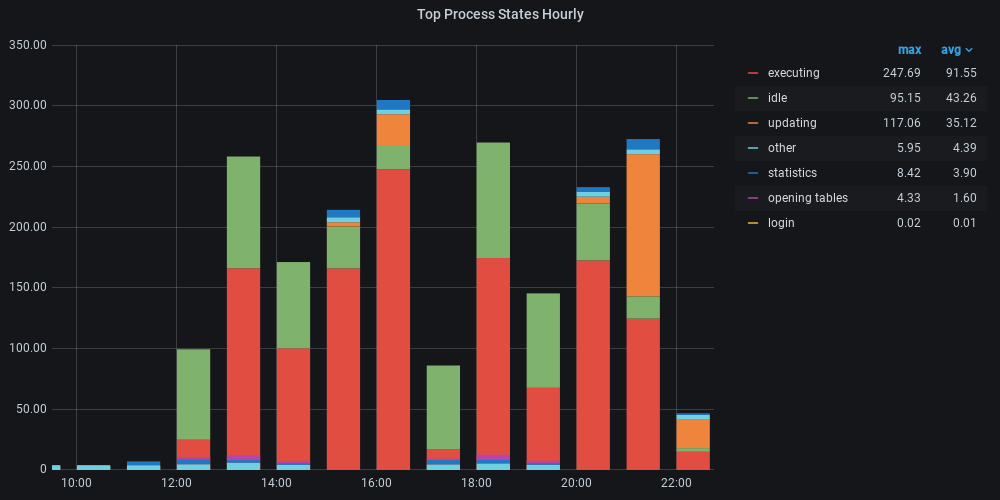 Top Process States Hourly
max avg
executing 247.69 91.55
idle 95.15 43.26
updating 117.06 35.12
other 5.95 4.39
statistics 8.42 3.90
opening tables 4.33 1.60
login 0.02 0.01
350.00
300.00
250.00
200.00
150.00
100.00
50.00
0
10:00 12:00 14:00 16:00 18:00 20:00 22:00